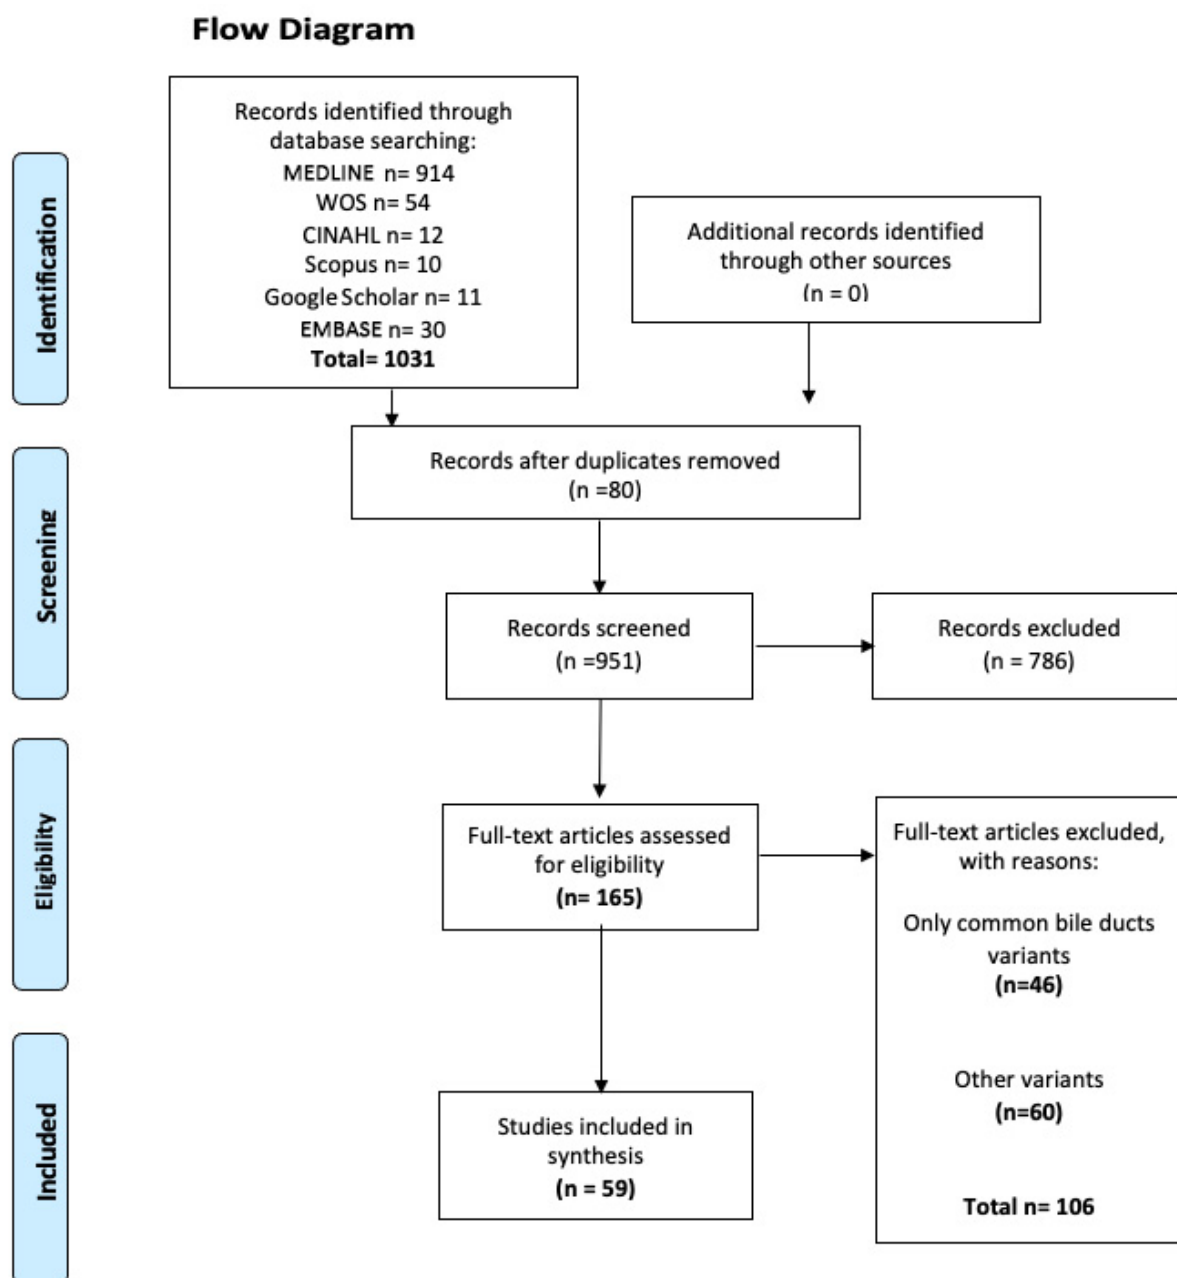 Flow Diagram
Identification
Records identified through
database searching:
MEDLINE n= 914
WOS n= 54
CINAHL n= 12
Scopus n= 10
Google Scholar n= 11
EMBASE n= 30
Total= 1031
Additional records identified
through other sources
(n = 0)
Screening
Records after duplicates removed
(n =80)
Records screened
(n =951)
Records excluded
(n = 786)
Eligibility
Full-text articles assessed
for eligibility
(n= 165)
Full-text articles excluded,
with reasons:
Only common bile ducts
variants
(n=46)
Other variants
(n=60)
Total n= 106
Included
Studies included in
synthesis
(n = 59)